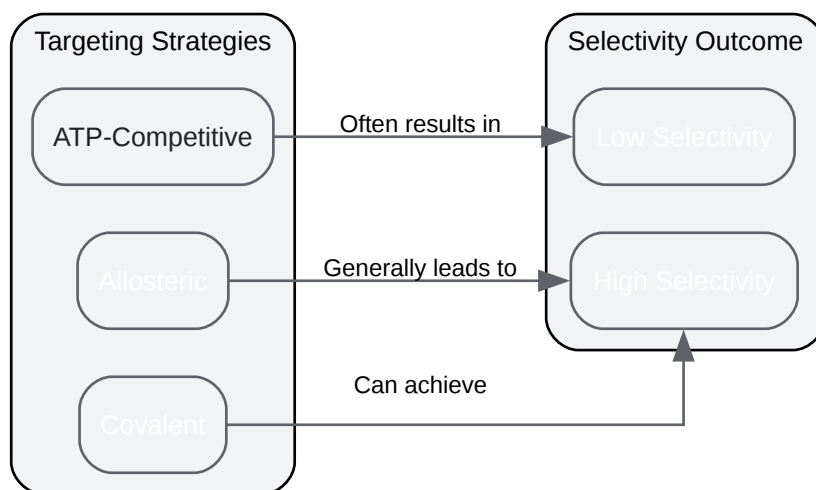 Targeting Strategies
Selectivity Outcome
ATP-Competitive
Often results in
Low Selectivity
Allosteric
Generally leads to
High Selectivity
Covalent
Can achieve